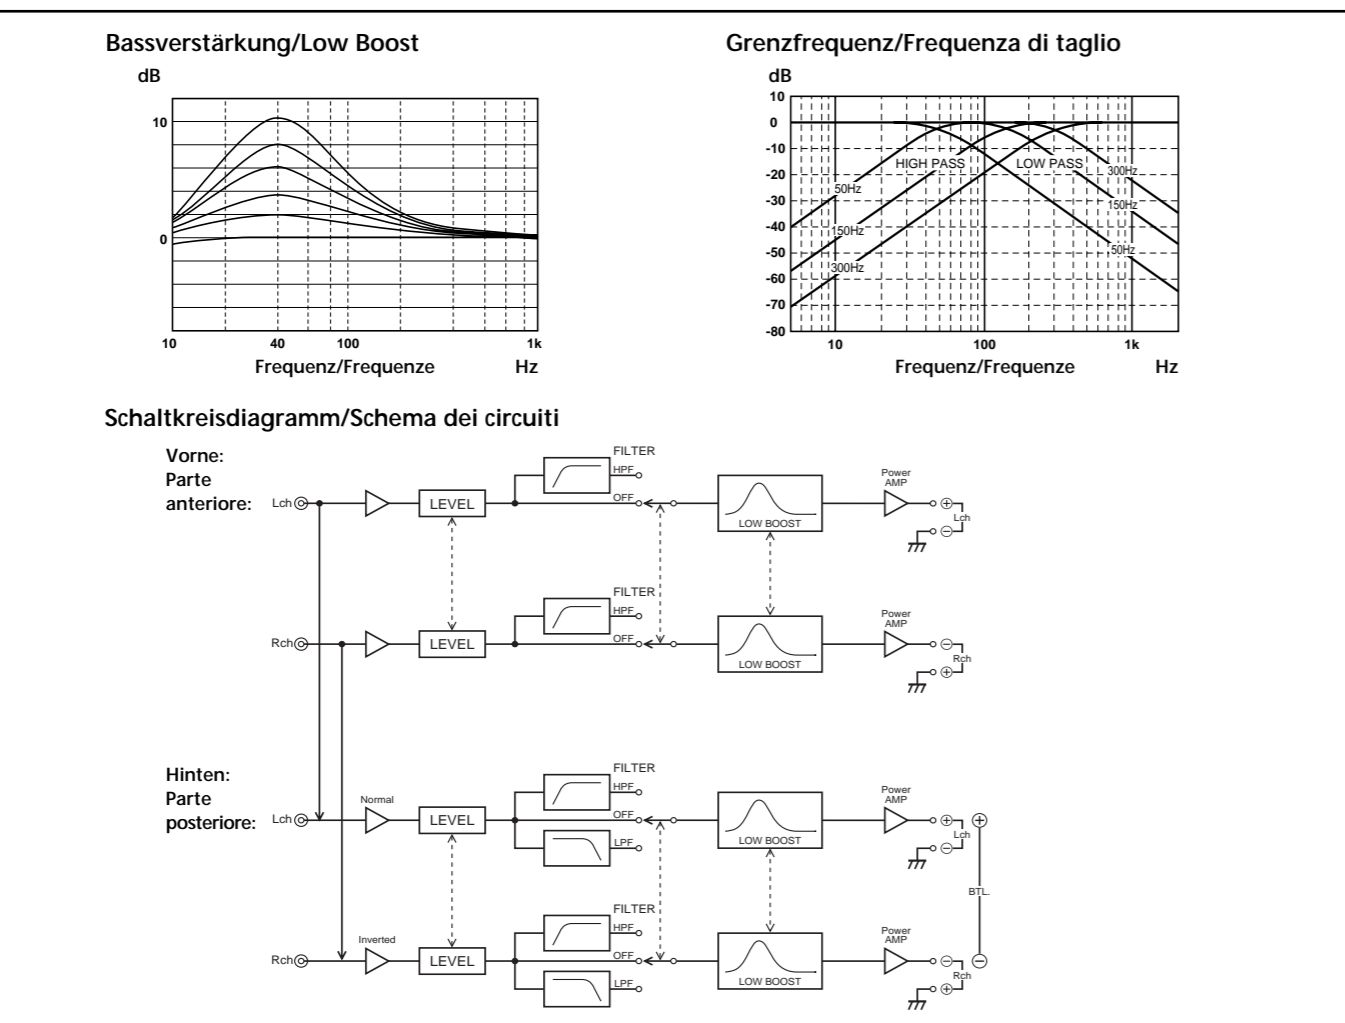 Bassverstärkung/Low Boost
dB
10
0
10
40
100
1k
Frequenz/Frequenze
Hz
Grenzfrequenz/Frequenza di taglio
dB
10
0
-10
-20
-30
-40
-50
-60
-70
-80
HIGH PASS
LOW PASS
50Hz
150Hz
300Hz
300Hz
150Hz
50Hz
10
100
1k
Frequenz/Frequenze
Hz
Schaltkreisdiagramm/Schema dei circuiti
Vorne:
Parte
anteriore:
Lch
LEVEL
FILTER
HPF
OFF
LOW BOOST
Power
AMP
+
Lch
−
Rch
LEVEL
FILTER
HPF
OFF
LOW BOOST
Power
AMP
−
Rch
+
Hinten:
Parte
posteriore:
Lch
Normal
LEVEL
FILTER
HPF
OFF
LPF
LOW BOOST
Power
AMP
+
Lch
−
+
BTL.
−
Rch
Inverted
LEVEL
FILTER
HPF
OFF
LPF
LOW BOOST
Power
AMP
−
Rch
+